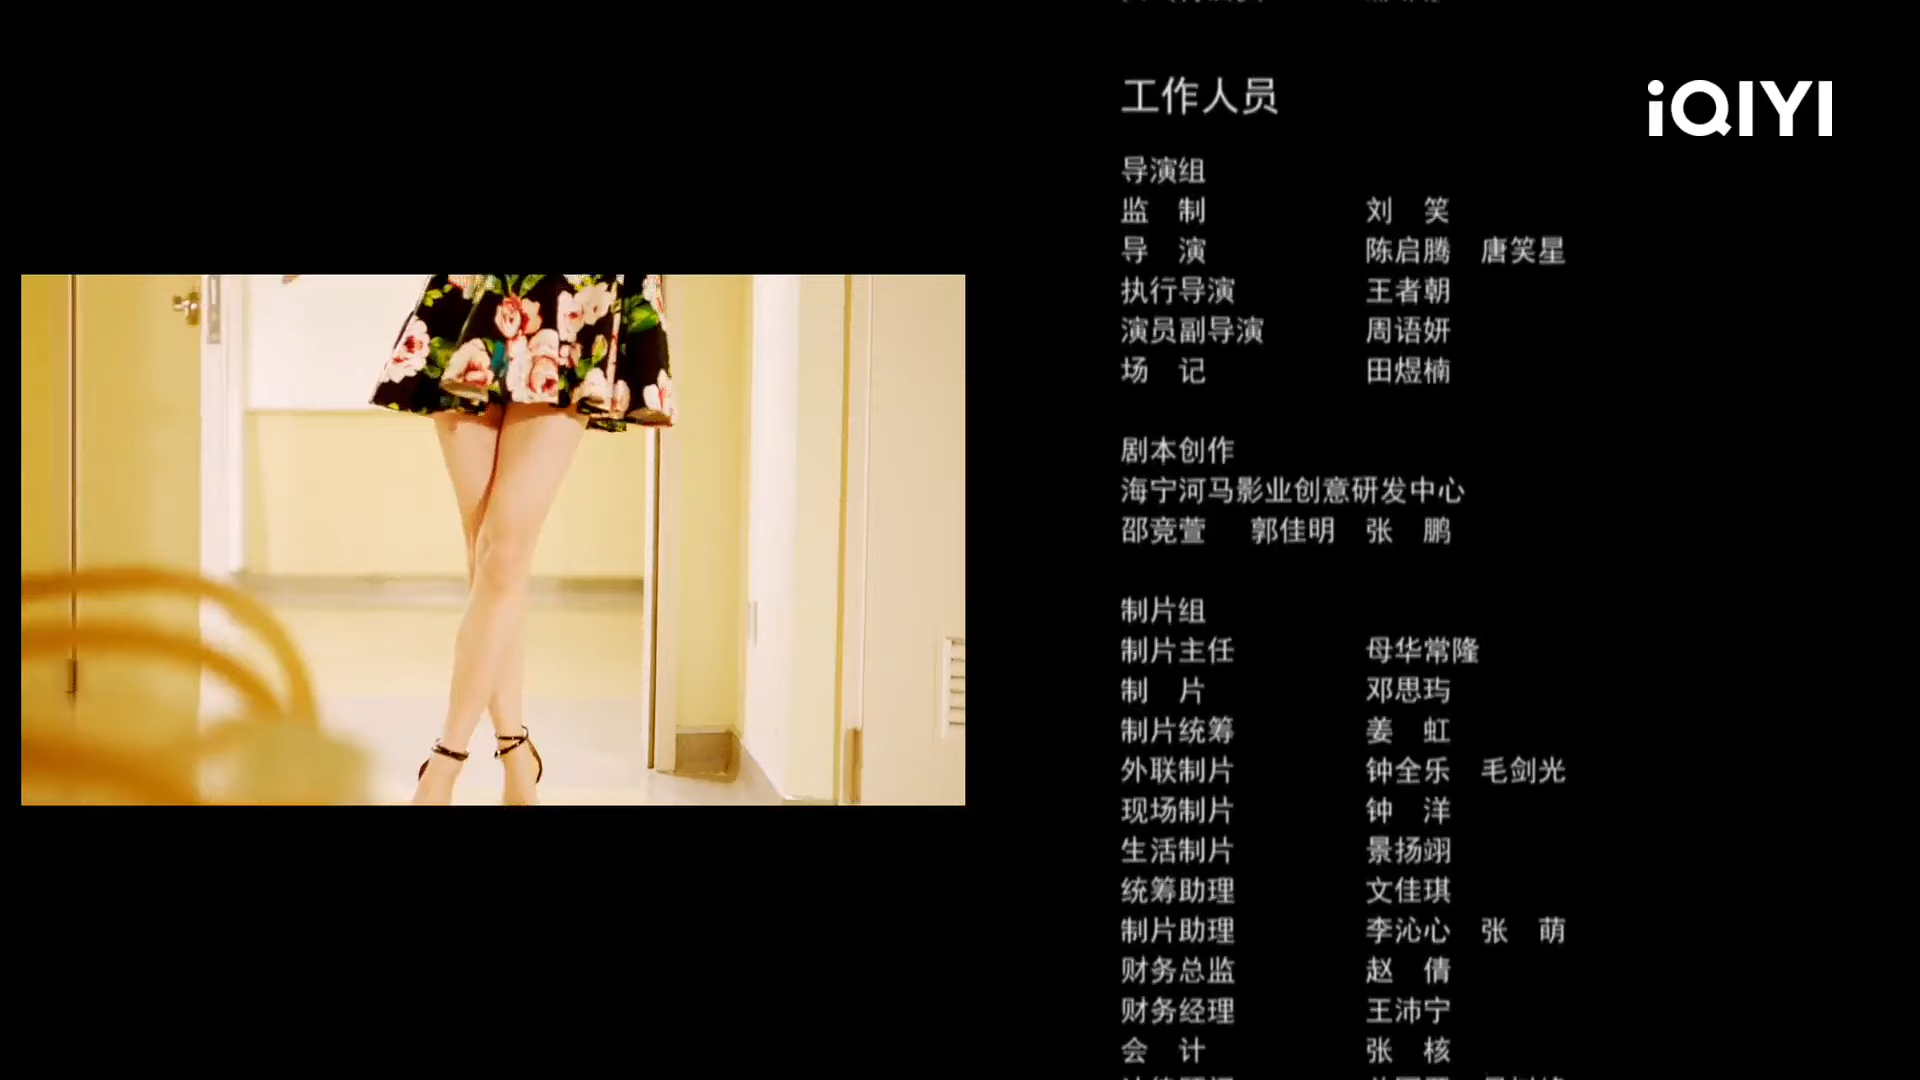 iQIYI
工作人员
导演组
监 制 刘 笑
导 演 陈启腾 唐笑星
执行导演 王者朝
演员副导演 周语妍
场 记 田煜楠
剧本创作
海宁河马影业创意研发中心
邵竞萱 郭佳明 张 鹏
制片组
制片主任 母华常隆
制 片 邓思玙
制片统筹 姜 虹
外联制片 钟全乐 毛剑光
现场制片 钟 洋
生活制片 景扬翊
统筹助理 文佳琪
制片助理 李沁心 张 萌
财务总监 赵 倩
财务经理 王沛宁
会 计 张 核